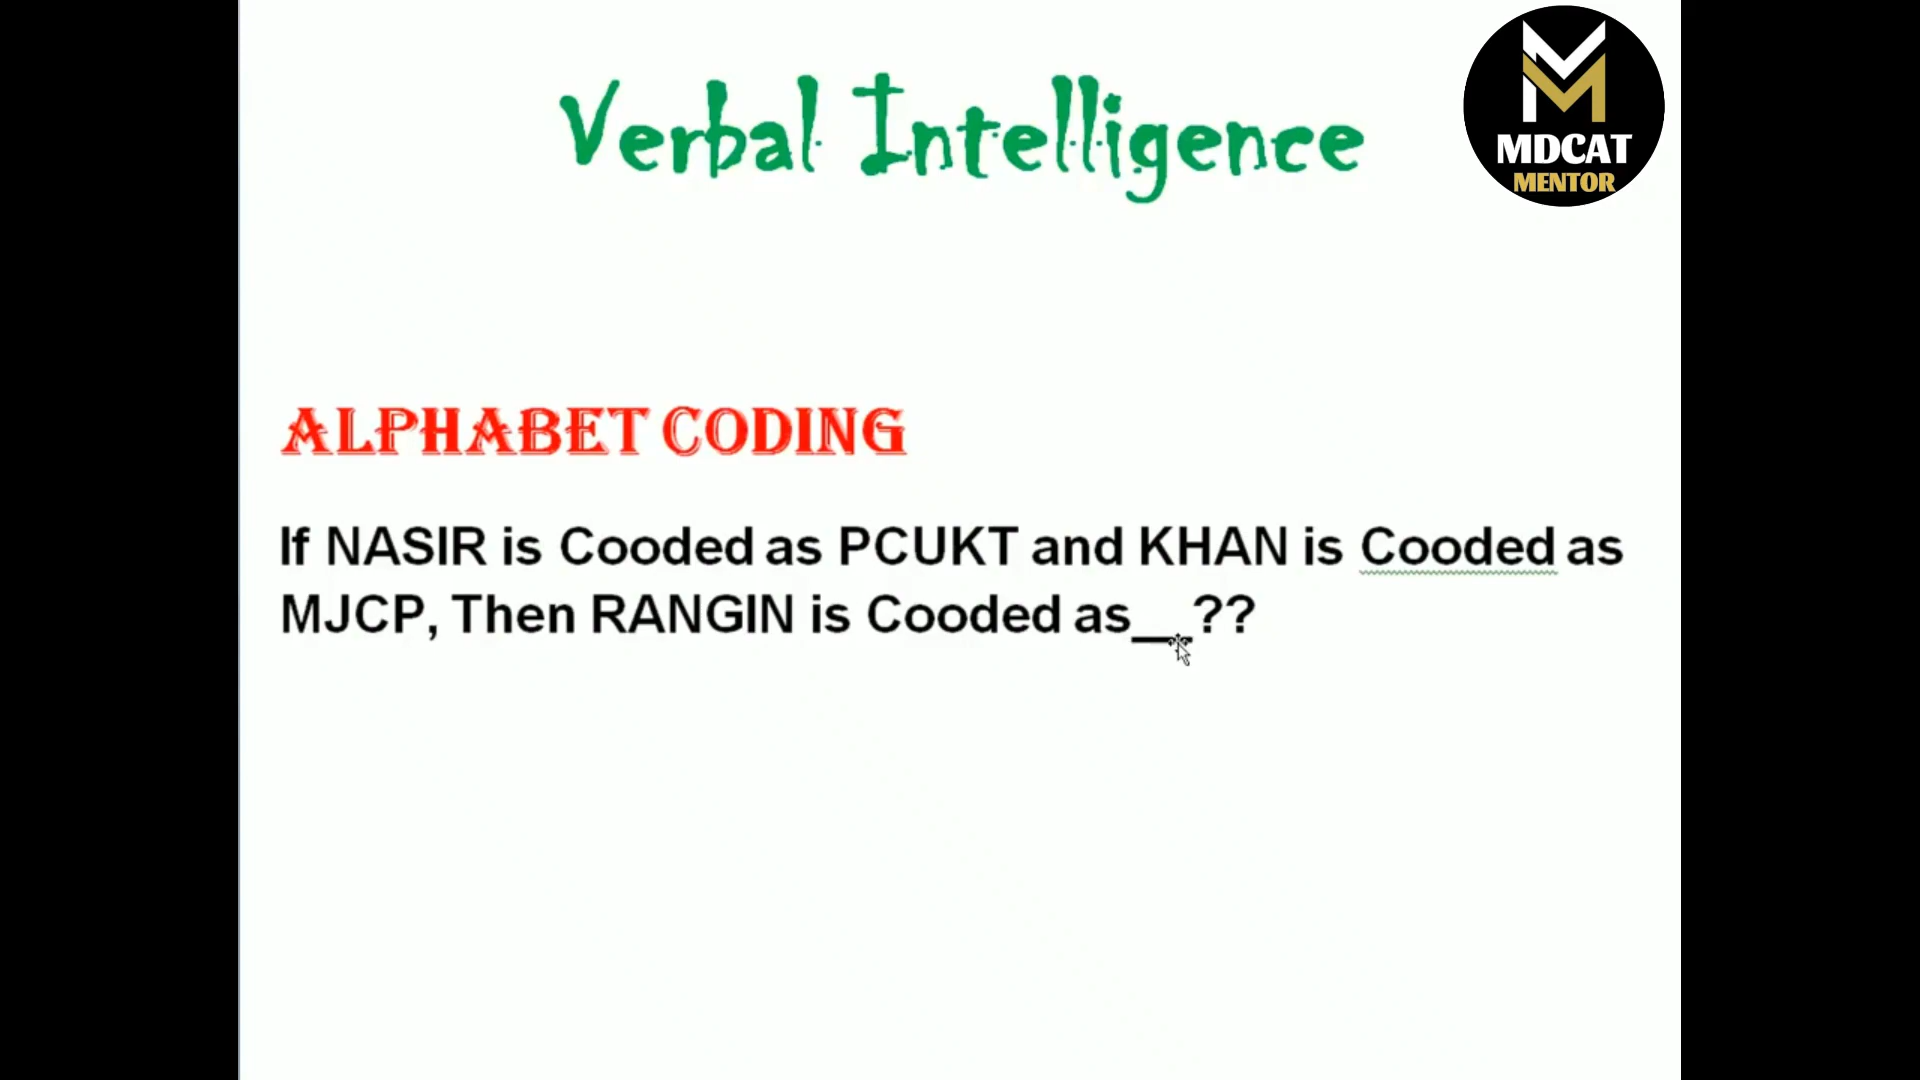 Verbal Intelligence
MDCAT
MENTOR
ALPHABET CODING
If NASIR is Cooded as PCUKT and KHAN is Cooded as
MJCP, Then RANGIN is Cooded as__??